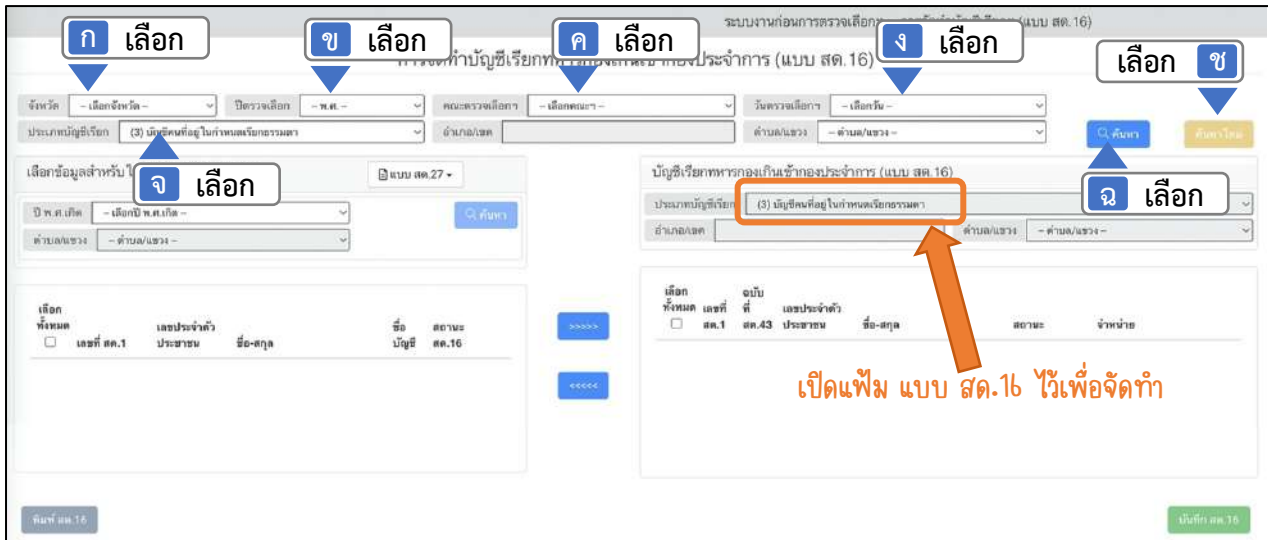 ระบบงานก่อนการตรวจเลือกฯ (แบบ สด.16)
ก เลือก
ข เลือก
ค เลือก
ง เลือก
เลือก ช
ประจำการ (แบบ สด.16)
จังหวัด – เลือกจังหวัด – ปีตรวจเลือก – พ.ศ. – คณะตรวจเลือกฯ – เลือกคณะฯ – วันตรวจเลือกฯ – เลือกวัน –
ประเภทบัญชีเรียก (3) บัญชีคนที่อยู่ในกำหนดเรียกธรรมดา อำเภอ/เขต ตำบล/แขวง – ตำบล/แขวง – ค้นหา ค้นหาใหม่
เลือกข้อมูลสำหรับ แบบ สด.27
จ เลือก
บัญชีเรียกทหารกองเกินเข้ากองประจำการ (แบบ สด.16)
ฉ เลือก
ปี พ.ศ.เกิด – เลือกปี พ.ศ.เกิด – ค้นหา
ประเภทบัญชีเรียก (3) บัญชีคนที่อยู่ในกำหนดเรียกธรรมดา
ตำบล/แขวง – ตำบล/แขวง –
อำเภอ/เขต ตำบล/แขวง – ตำบล/แขวง –
เลือก
ทั้งหมด เลขประจำตัว ชื่อ สถานะ
เลขที่ สด.1 ประชาชน ชื่อ-สกุล บัญชี สด.16
>>>>>
<<<<<
เลือก ฉบับ
ทั้งหมด เลขที่ ที่ เลขประจำตัว
สด.1 สด.43 ประชาชน ชื่อ-สกุล สถานะ จำหน่าย
เปิดแฟ้ม แบบ สด.16 ไว้เพื่อจัดทำ
พิมพ์ สด.16
บันทึก สด.16